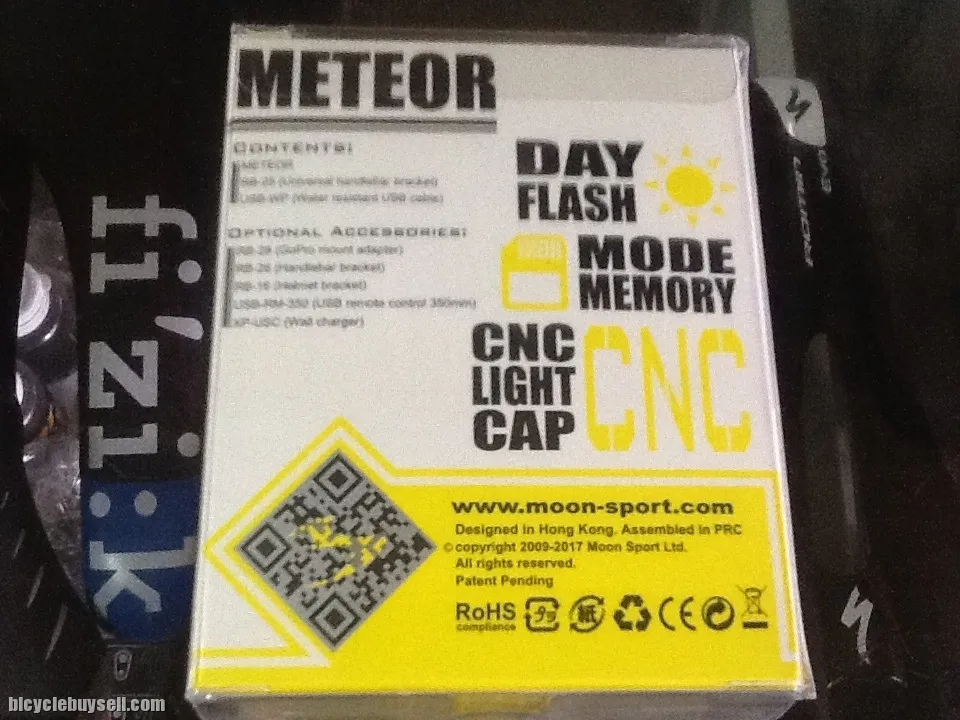 METEOR
CONTENTS:
METEOR
RB-25 (Universal handlebar bracket)
USB-WP (Water resistant USB cable)
OPTIONAL ACCESSORIES:
(GoPro mount adapter)
RB-26 (Handlebar bracket)
RB-16 (Helmet bracket)
USB-RM-350 (USB remote control 350mm)
XP-USC (Wall charger)
DAY
FLASH
MODE
MEMORY
CNC
LIGHT
CAP
CNC
www.moon-sport.com
Designed in Hong Kong. Assembled in PRC
© copyright 2009-2017 Moon Sport Ltd.
All rights reserved.
Patent Pending
RoHS
compliance
紙
CE
fi'zi:k
bicyclebuysell.com